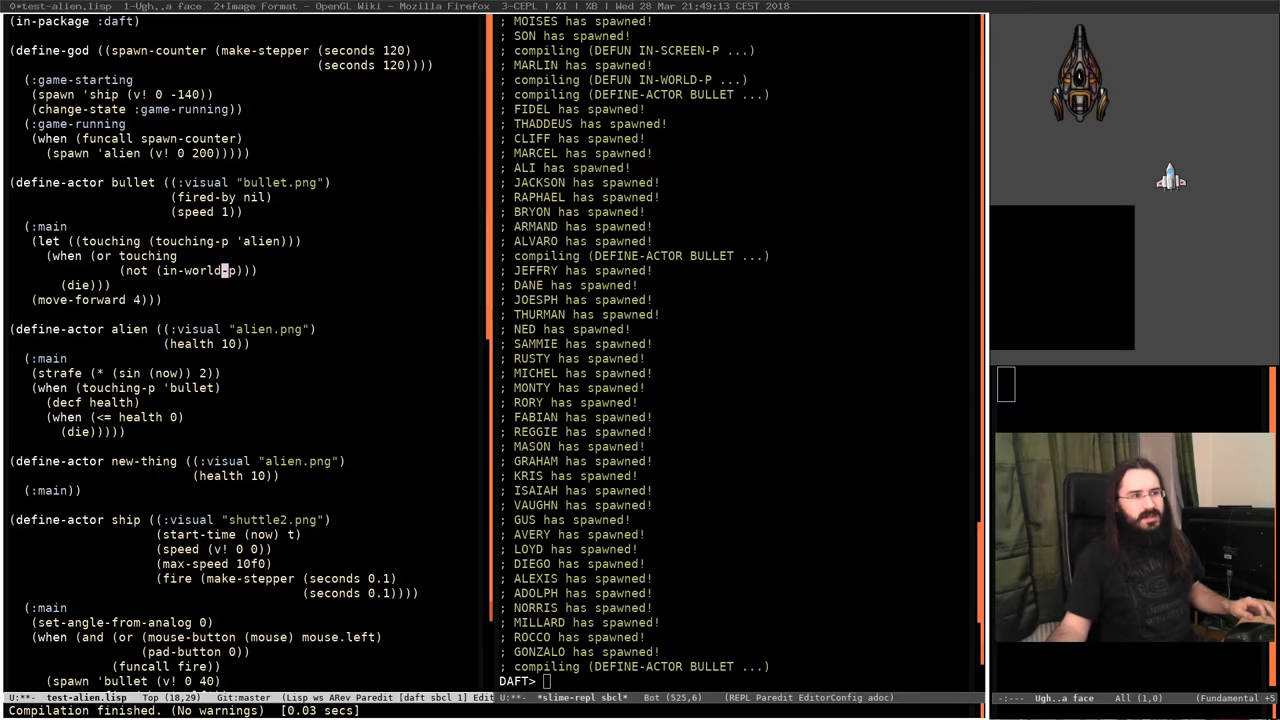 0*test-alien.lisp  1-Ugh..a face  2+Image Format - OpenGL Wiki - Mozilla Firefox  3-CEPL | %I | %B | Wed 28 Mar 21:49:13 CEST 2018
(in-package :daft)
(define-god ((spawn-counter (make-stepper (seconds 120)
(seconds 120))))
(:game-starting
(spawn 'ship (v! 0 -140))
(change-state :game-running))
(:game-running
(when (funcall spawn-counter)
(spawn 'alien (v! 0 200)))))
(define-actor bullet ((:visual "bullet.png")
(fired-by nil)
(speed 1))
(:main
(let ((touching (touching-p 'alien)))
(when (or touching
(not (in-world-p)))
(die)))
(move-forward 4)))
(define-actor alien ((:visual "alien.png")
(health 10))
(:main
(strafe (* (sin (now)) 2))
(when (touching-p 'bullet)
(decf health)
(when (<= health 0)
(die)))))
(define-actor new-thing ((:visual "alien.png")
(health 10))
(:main))
(define-actor ship ((:visual "shuttle2.png")
(start-time (now) t)
(speed (v! 0 0))
(max-speed 10f0)
(fire (make-stepper (seconds 0.1)
(seconds 0.1))))
(:main
(set-angle-from-analog 0)
(when (and (or (mouse-button (mouse) mouse.left)
(pad-button 0))
(funcall fire))
(spawn 'bullet (v! 0 40)
U:**-  test-alien.lisp  Top (18,29)  Git:master  (Lisp ws ARev Paredit [daft sbcl 1] Edit
Compilation finished. (No warnings)  [0.03 secs]
; MOISES has spawned!
; SON has spawned!
; compiling (DEFUN IN-SCREEN-P ...)
; MARLIN has spawned!
; compiling (DEFUN IN-WORLD-P ...)
; compiling (DEFINE-ACTOR BULLET ...)
; FIDEL has spawned!
; THADDEUS has spawned!
; CLIFF has spawned!
; MARCEL has spawned!
; ALI has spawned!
; JACKSON has spawned!
; RAPHAEL has spawned!
; BRYON has spawned!
; ARMAND has spawned!
; ALVARO has spawned!
; compiling (DEFINE-ACTOR BULLET ...)
; JEFFRY has spawned!
; DANE has spawned!
; JOESPH has spawned!
; THURMAN has spawned!
; NED has spawned!
; SAMMIE has spawned!
; RUSTY has spawned!
; MICHEL has spawned!
; MONTY has spawned!
; RORY has spawned!
; FABIAN has spawned!
; REGGIE has spawned!
; MASON has spawned!
; GRAHAM has spawned!
; KRIS has spawned!
; ISAIAH has spawned!
; VAUGHN has spawned!
; GUS has spawned!
; AVERY has spawned!
; LOYD has spawned!
; DIEGO has spawned!
; ALEXIS has spawned!
; ADOLPH has spawned!
; NORRIS has spawned!
; MILLARD has spawned!
; ROCCO has spawned!
; GONZALO has spawned!
; compiling (DEFINE-ACTOR BULLET ...)
DAFT>
U:**-  *slime-repl sbcl*  Bot (525,6)  (REPL Paredit EditorConfig adoc)
-:---  Ugh..a face  All (1,0)  (Fundamental +5